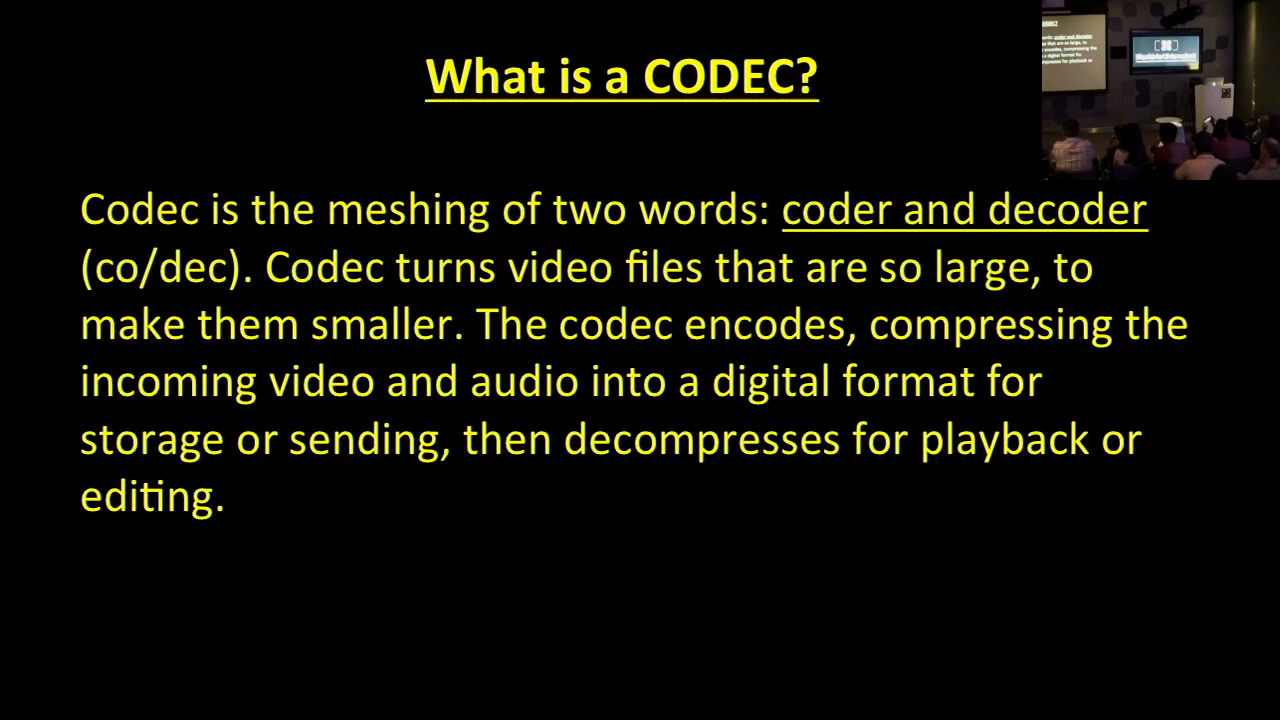 What is a CODEC?
Codec is the meshing of two words: coder and decoder
(co/dec). Codec turns video files that are so large, to
make them smaller. The codec encodes, compressing the
incoming video and audio into a digital format for
storage or sending, then decompresses for playback or
editing.